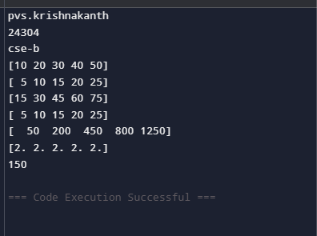 pvs.krishnakanth
24304
cse-b
[10 20 30 40 50]
[ 5 10 15 20 25]
[15 30 45 60 75]
[ 5 10 15 20 25]
[  50  200  450  800 1250]
[2. 2. 2. 2. 2.]
150
=== Code Execution Successful ===